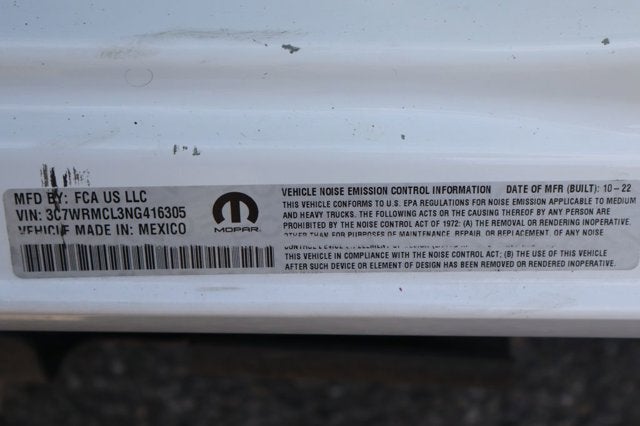 MFD BY: FCA US LLC
VIN: 3C7WRMCL3NG416305
VEHICLE MADE IN: MEXICO
MOPAR
VEHICLE NOISE EMISSION CONTROL INFORMATION DATE OF MFR (BUILT): 10-22
THIS VEHICLE CONFORMS TO U.S. EPA REGULATIONS FOR NOISE EMISSION APPLICABLE TO MEDIUM
AND HEAVY TRUCKS. THE FOLLOWING ACTS OR THE CAUSING THEREOF BY ANY PERSON
ARE PROHIBITED BY THE NOISE CONTROL ACT OF 1972: (A) THE REMOVAL OR RENDERING INOPERATIVE,
OTHER THAN FOR PURPOSES OF MAINTENANCE, REPAIR, OR REPLACEMENT, OF ANY NOISE
THIS VEHICLE IN COMPLIANCE WITH THE NOISE CONTROL ACT; (B) THE USE OF THIS VEHICLE
AFTER SUCH DEVICE OR ELEMENT OF DESIGN HAS BEEN REMOVED OR RENDERED INOPERATIVE.